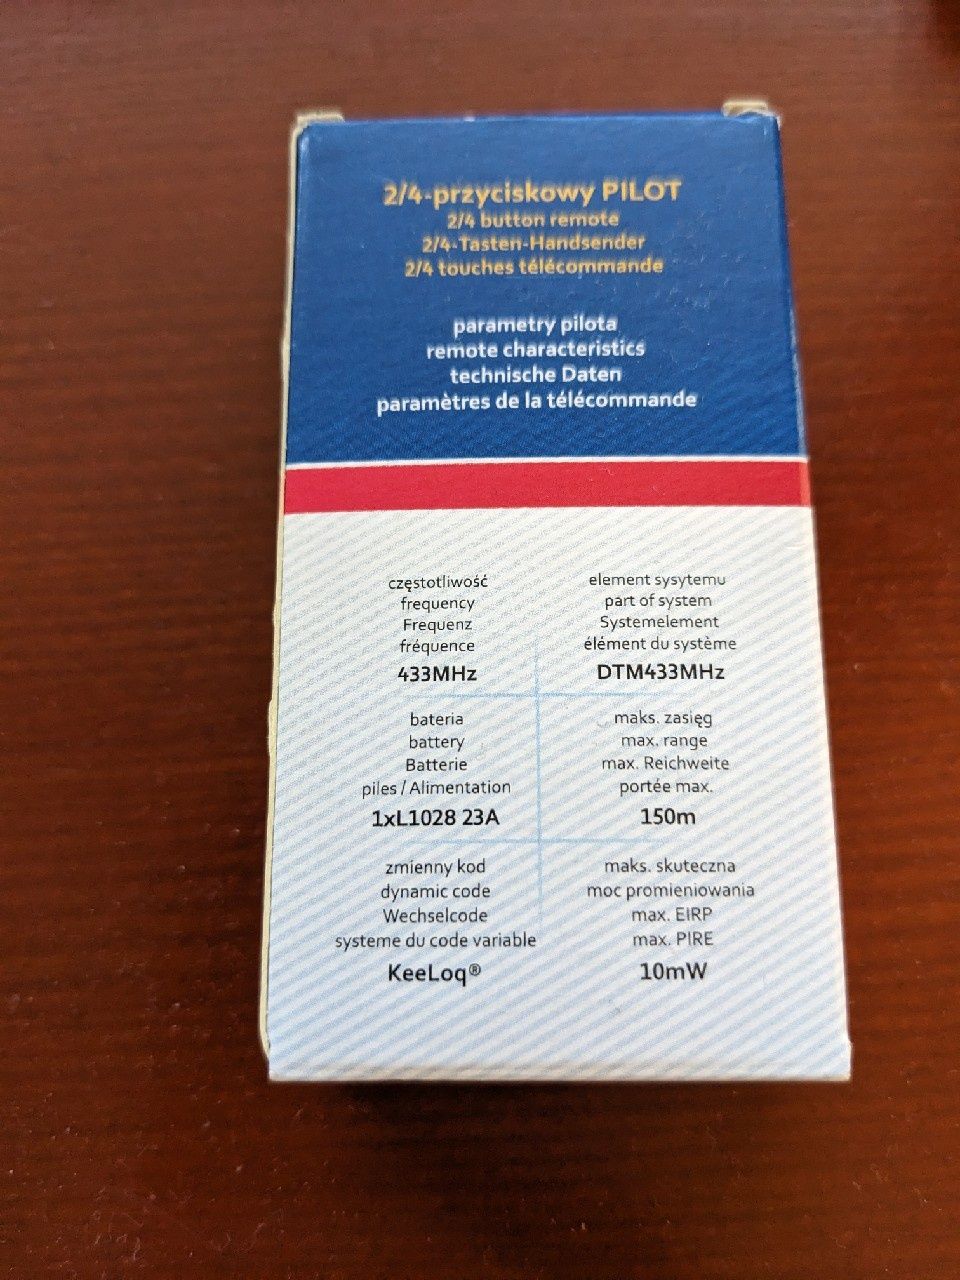 2/4-przyciskowy PILOT
2/4 button remote
2/4-Tasten-Handsender
2/4 touches télécommande
parametry pilota
remote characteristics
technische Daten
paramètres de la télécommande
częstotliwość
frequency
Frequenz
fréquence
433MHz
element sysytemu
part of system
Systemelement
élément du système
DTM433MHz
bateria
battery
Batterie
piles / Alimentation
1xL1028 23A
maks. zasięg
max. range
max. Reichweite
portée max.
150m
zmienny kod
dynamic code
Wechselcode
systeme du code variable
KeeLoq®
maks. skuteczna
moc promieniowania
max. EIRP
max. PIRE
10mW